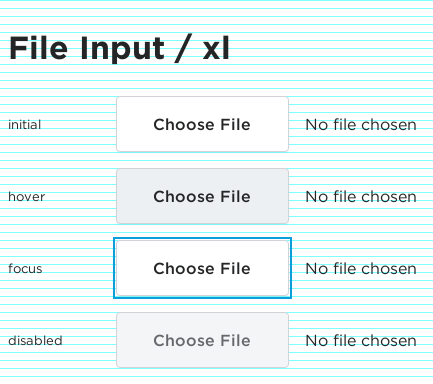 File Input / xl
initial Choose File No file chosen
hover Choose File No file chosen
focus Choose File No file chosen
disabled Choose File No file chosen